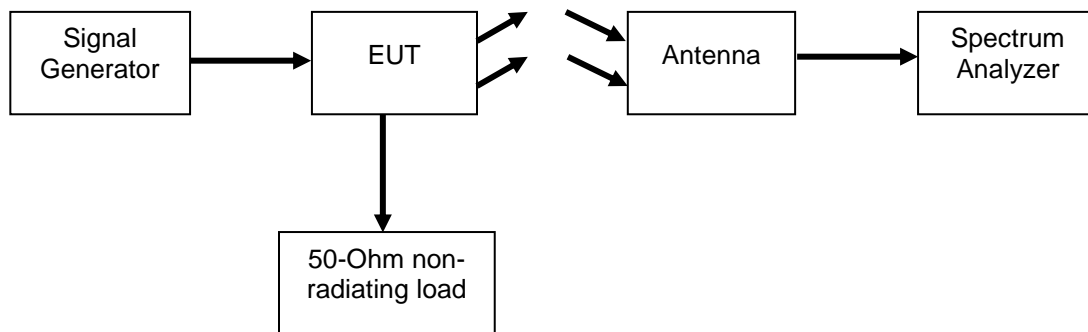 Signal
Generator
EUT
Antenna
Spectrum
Analyzer
50-Ohm non-
radiating load